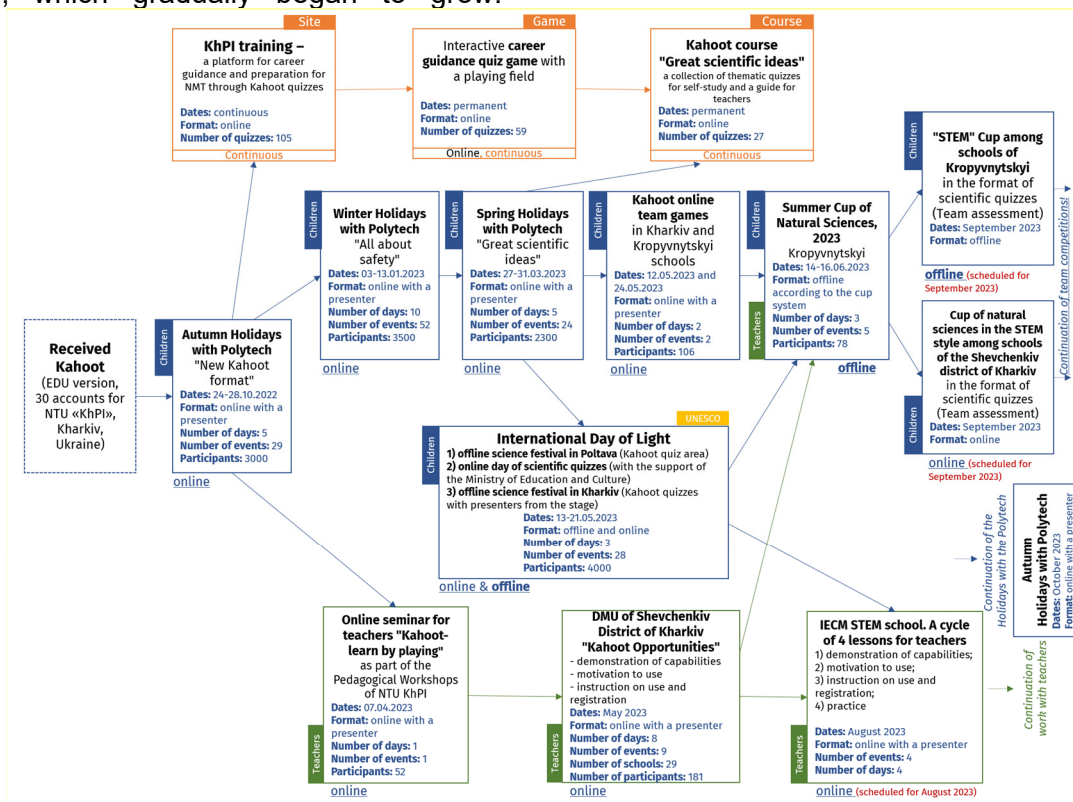 , which gradually began to grow.
Site
KhPI training –
a platform for career
guidance and preparation for
NMT through Kahoot quizzes
Dates: continuous
Format: online
Number of quizzes: 105
Continuous
Game
Interactive career
guidance quiz game with
a playing field
Dates: permanent
Format: online
Number of quizzes: 59
Online, continuous
Course
Kahoot course
"Great scientific ideas"
a collection of thematic quizzes
for self-study and a guide for
teachers
Dates: permanent
Format: online
Number of quizzes: 27
Continuous
Received
Kahoot
(EDU version,
30 accounts for
NTU «KhPI»,
Kharkiv,
Ukraine)
Children
Autumn Holidays
with Polytech
"New Kahoot
format"
Dates: 24-28.10.2022
Format: online with a
presenter
Number of days: 5
Number of events: 29
Participants: 3000
online
Children
Winter Holidays
with Polytech
"All about
safety"
Dates: 03-13.01.2023
Format: online with a
presenter
Number of days: 10
Number of events: 52
Participants: 3500
online
Children
Spring Holidays
with Polytech
"Great scientific
ideas"
Dates: 27-31.03.2023
Format: online with a
presenter
Number of days: 5
Number of events: 24
Participants: 2300
online
Children
Kahoot online
team games
in Kharkiv and
Kropyvnytskyi
schools
Dates: 12.05.2023 and
24.05.2023
Format: online with a
presenter
Number of days: 2
Number of events: 2
Participants: 106
online
Children
Teachers
Summer Cup of
Natural Sciences,
2023
Kropyvnytskyi
Dates: 14-16.06.2023
Format: offline
according to the cup
system
Number of days: 3
Number of events: 5
Participants: 78
offline
Children
"STEM" Cup among
schools of
Kropyvnytskyi
in the format of
scientific quizzes
(Team assessment)
Dates: September 2023
Format: offline
offline (scheduled for
September 2023)
Children
Cup of natural
sciences in the STEM
style among schools
of the Shevchenkiv
district of Kharkiv
in the format of
scientific quizzes
(Team assessment)
Dates: September 2023
Format: online
online (scheduled for
September 2023)
Continuation of team competitions!
UNESCO
Children
International Day of Light
1) offline science festival in Poltava (Kahoot quiz area)
2) online day of scientific quizzes (with the support of
the Ministry of Education and Culture)
3) offline science festival in Kharkiv (Kahoot quizzes
with presenters from the stage)
Dates: 13-21.05.2023
Format: offline and online
Number of days: 3
Number of events: 28
Participants: 4000
online & offline
Continuation of the
Holidays with the Polytech
Autumn
Holidays with Polytech
Dates: October 2023
Format: online with a presenter
Teachers
Online seminar for
teachers "Kahoot-
learn by playing"
as part of the
Pedagogical Workshops
of NTU KhPI
Dates: 07.04.2023
Format: online with a
presenter
Number of days: 1
Number of events: 1
Participants: 52
online
Teachers
DMU of Shevchenkiv
District of Kharkiv
"Kahoot Opportunities"
- demonstration of capabilities
- motivation to use
- instruction on use and
registration
Dates: May 2023
Format: online with a presenter
Number of days: 8
Number of events: 9
Number of schools: 29
Number of participants: 181
online
Teachers
IECM STEM school. A cycle
of 4 lessons for teachers
1) demonstration of capabilities;
2) motivation to use;
3) instruction on use and
registration;
4) practice
Dates: August 2023
Format: online with a presenter
Number of events: 4
Number of days: 4
online (scheduled for August 2023)
Continuation of
work with teachers